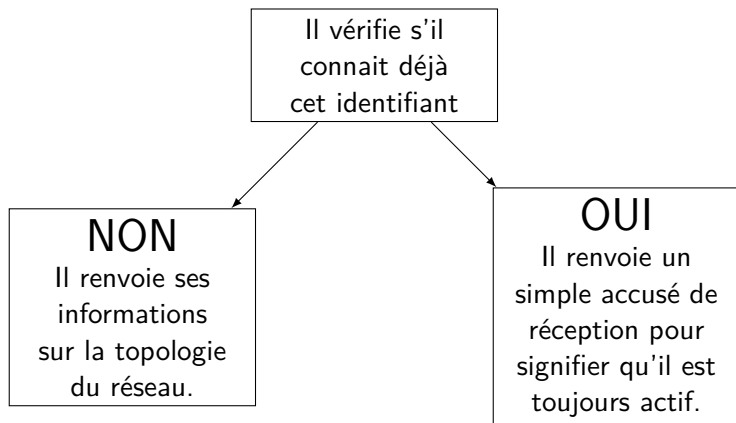 Il vérifie s'il
connait déjà
cet identifiant
NON
Il renvoie ses
informations
sur la topologie
du réseau.
OUI
Il renvoie un
simple accusé de
réception pour
signifier qu'il est
toujours actif.